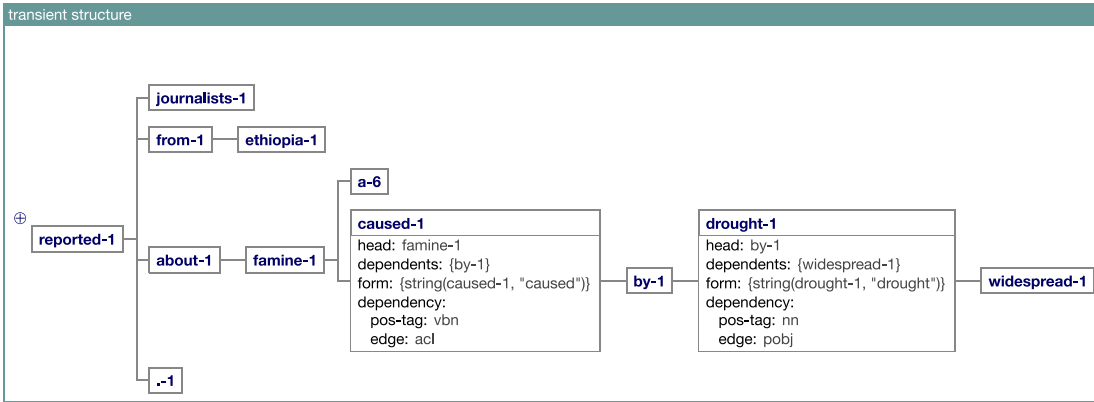 transient structure
journalists-1
from-1
ethiopia-1
a-6
reported-1
about-1
famine-1
caused-1
head: famine-1
dependents: {by-1}
form: {string(caused-1, "caused")}
dependency:
pos-tag: vbn
edge: acl
by-1
drought-1
head: by-1
dependents: {widespread-1}
form: {string(drought-1, "drought")}
dependency:
pos-tag: nn
edge: pobj
widespread-1
.-1